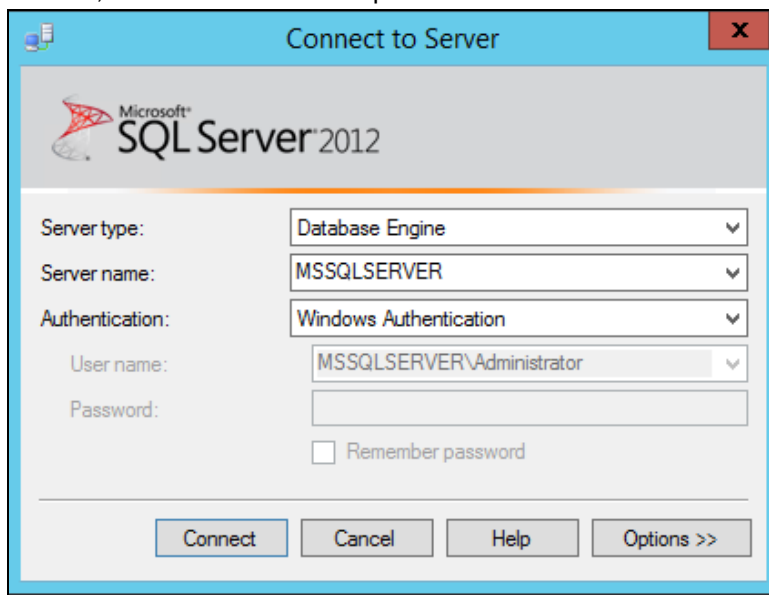 Connect to Server
x
Microsoft®
SQL Server® 2012
Server type: Database Engine
Server name: MSSQLSERVER
Authentication: Windows Authentication
User name: MSSQLSERVER\Administrator
Password:
Remember password
Connect Cancel Help Options >>